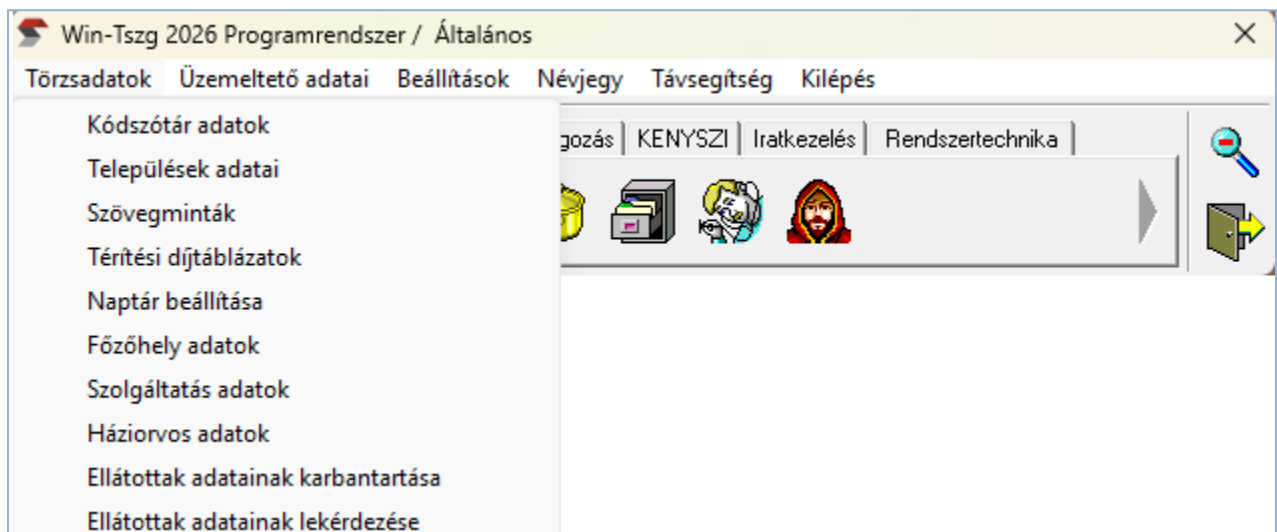 Win-Tszg 2026 Programrendszer / Általános
Törzsadatok Üzemeltető adatai Beállítások Névjegy Távsegítség Kilépés
Kódszótár adatok
KENYSZI Iratkezelés Rendszertechnika
Települések adatai
Szövegminták
Térítési díjtáblázatok
Naptár beállítása
Főzőhely adatok
Szolgáltatás adatok
Háziorvos adatok
Ellátottak adatainak karbantartása
Ellátottak adatainak lekérdezése